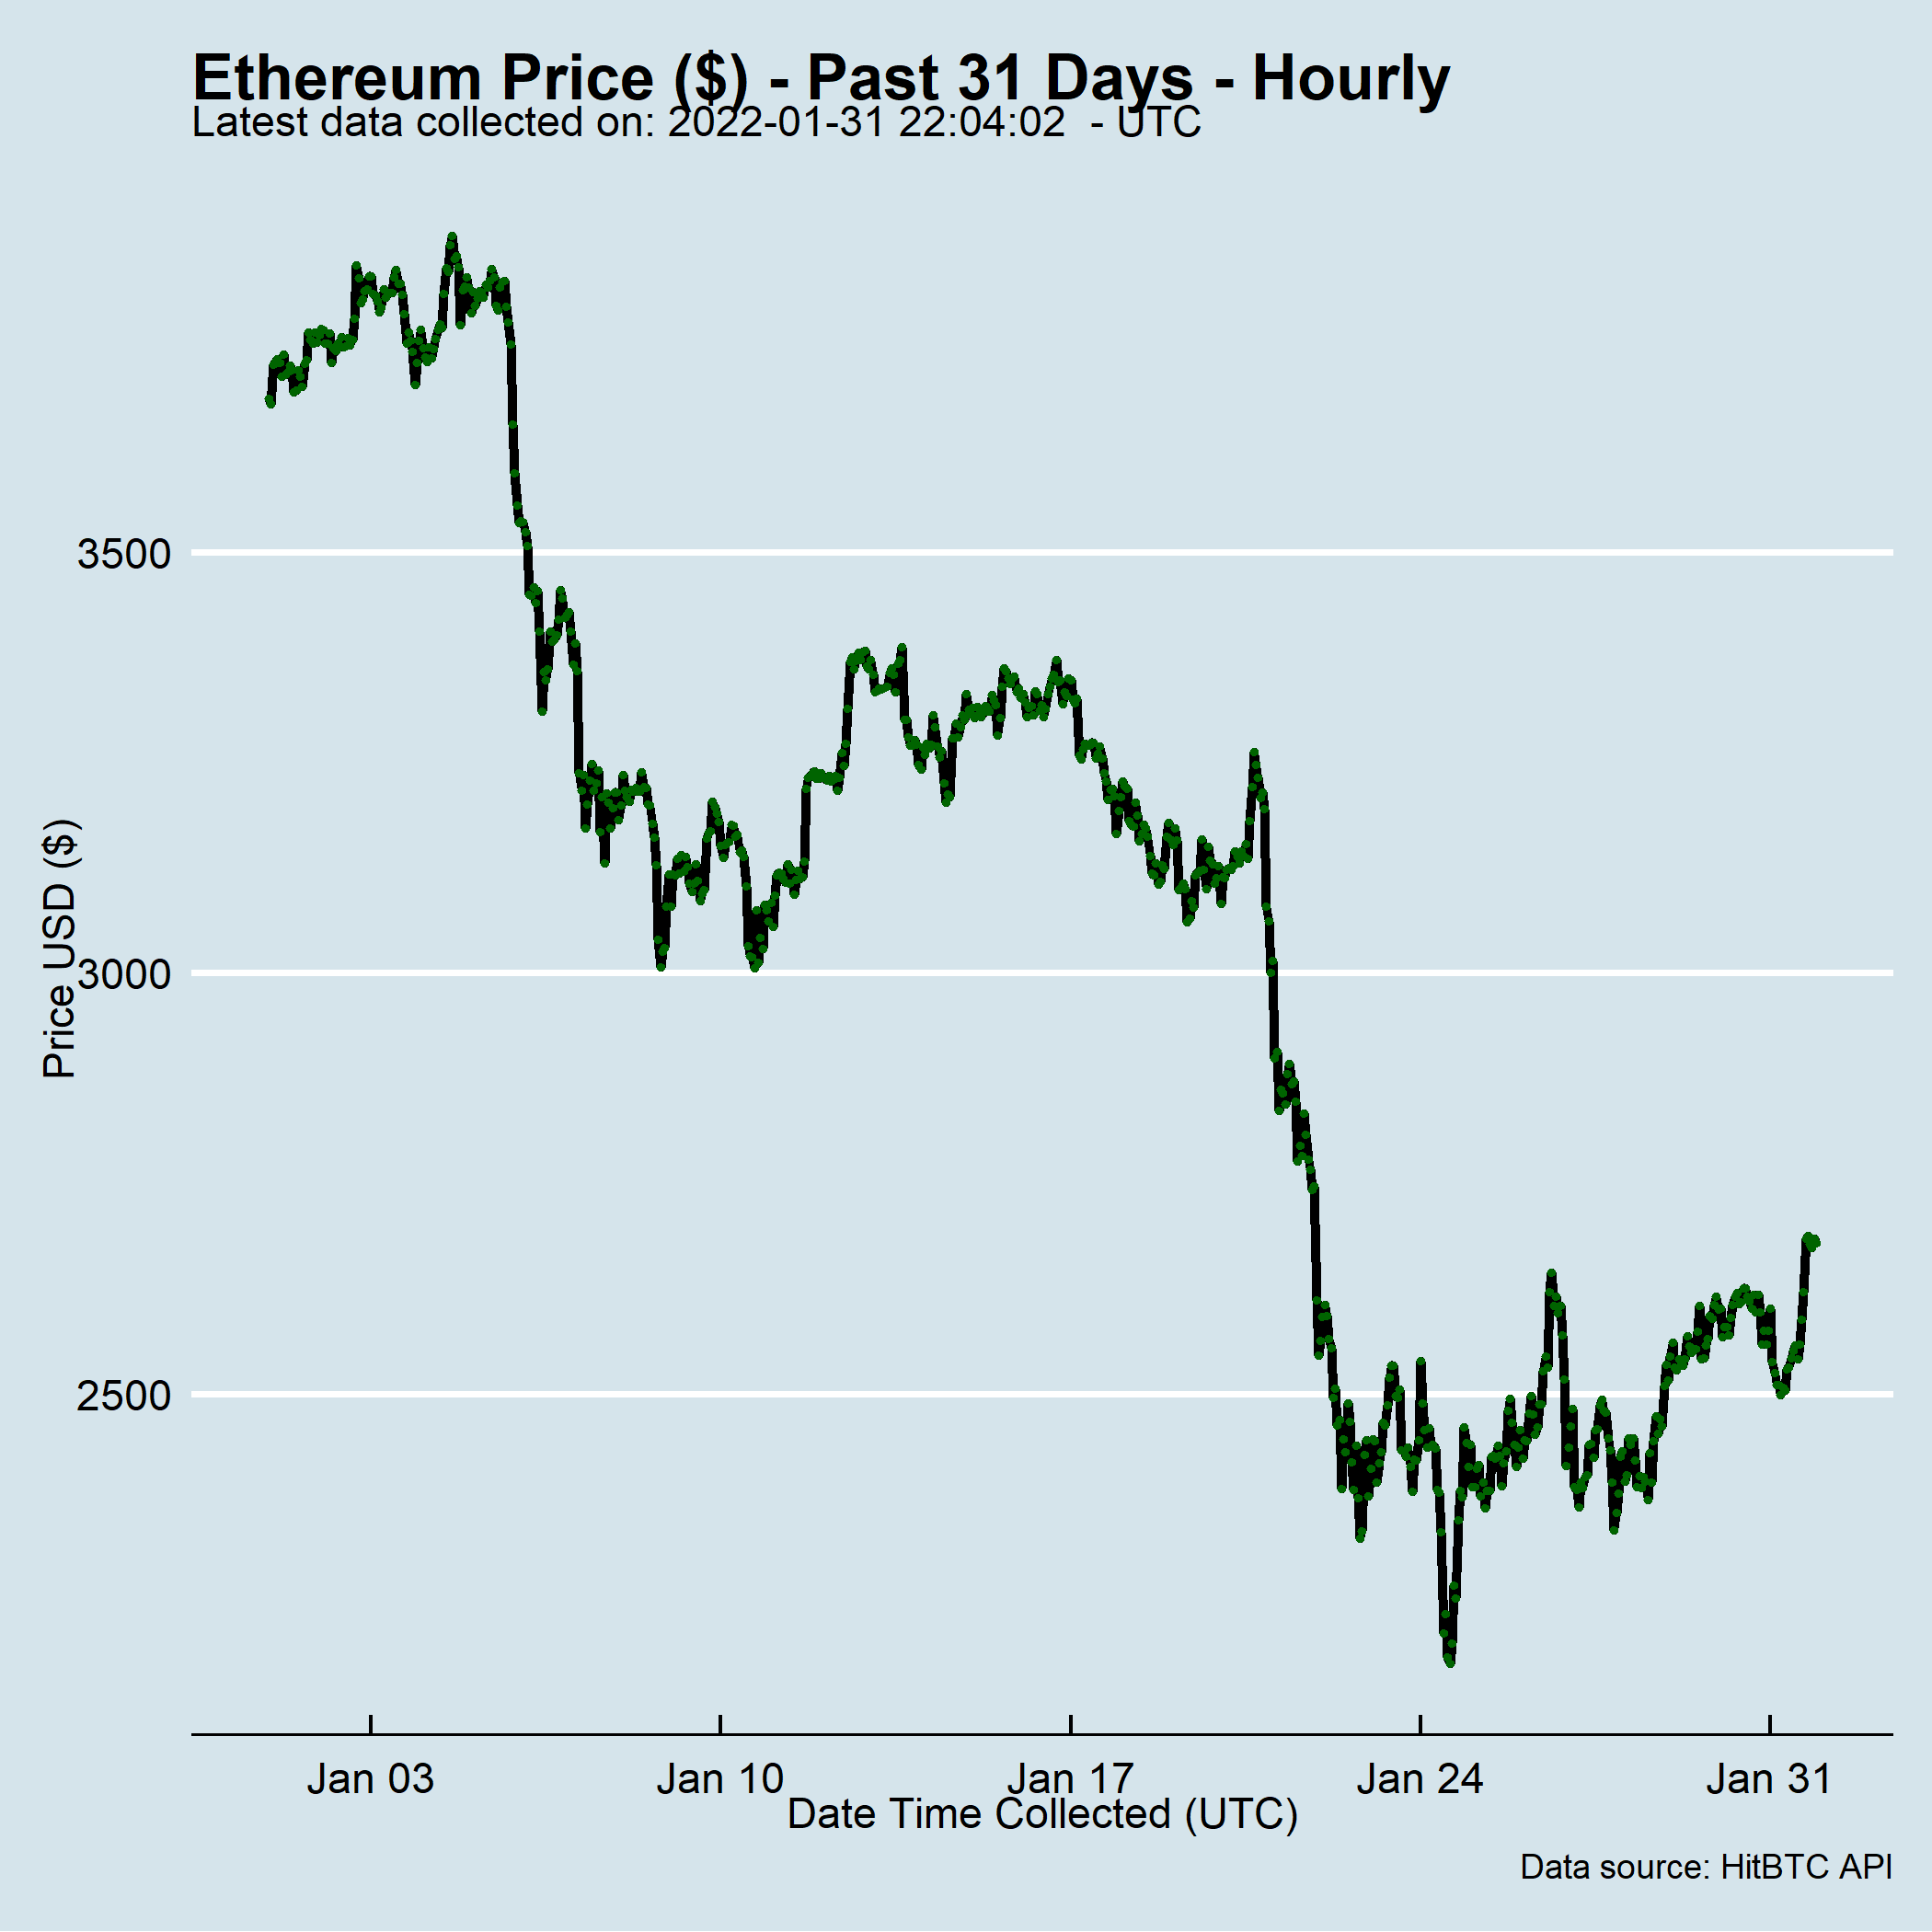 Ethereum Price ($) - Past 31 Days - Hourly
Latest data collected on: 2022-01-31 22:04:02  - UTC
Price USD ($)
3500
3000
2500
Jan 03
Jan 10
Jan 17
Jan 24
Jan 31
Date Time Collected (UTC)
Data source: HitBTC API